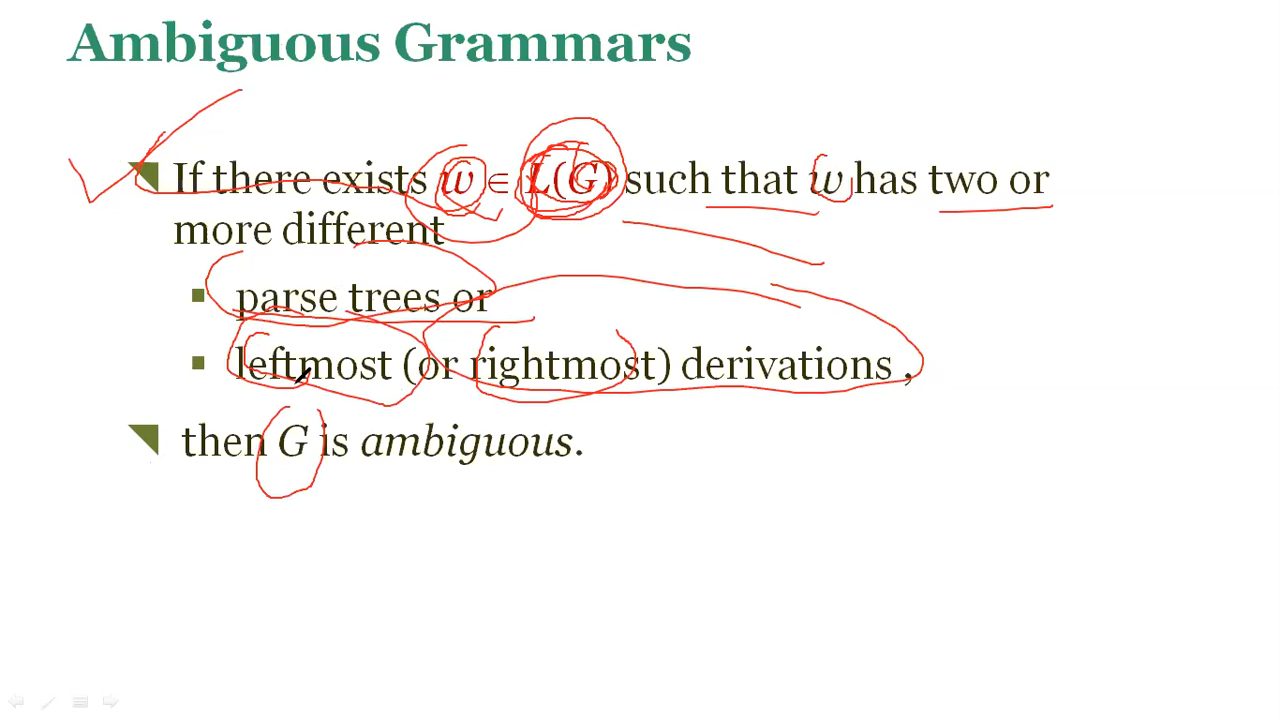 Ambiguous Grammars
If there exists w ∈ L(G) such that w has two or
more different
parse trees or
leftmost (or rightmost) derivations ,
then G is ambiguous.